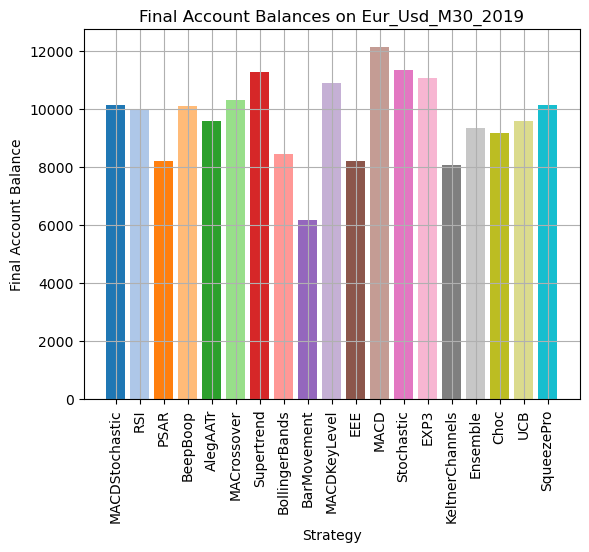 Final Account Balances on Eur_Usd_M30_2019
Final Account Balance
12000
10000
8000
6000
4000
2000
0
MACDStochastic
RSI
PSAR
BeepBoop
AlegAATr
MACrossover
Supertrend
BollingerBands
BarMovement
MACDKeyLevel
EEE
MACD
Stochastic
EXP3
KeltnerChannels
Ensemble
Choc
UCB
SqueezePro
Strategy